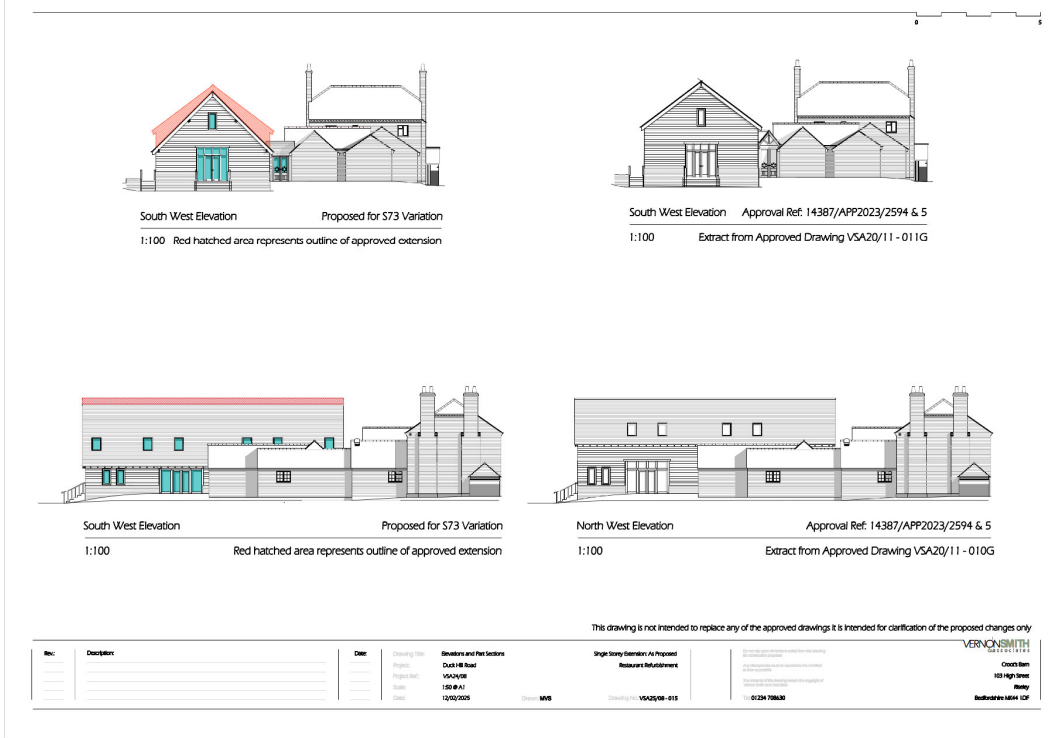 0 5
South West Elevation Proposed for S73 Variation
1:100 Red hatched area represents outline of approved extension
South West Elevation Approval Ref: 14387/APP2023/2594 & 5
1:100 Extract from Approved Drawing VSA20/11 - 011G
South West Elevation Proposed for S73 Variation
1:100 Red hatched area represents outline of approved extension
North West Elevation Approval Ref: 14387/APP2023/2594 & 5
1:100 Extract from Approved Drawing VSA20/11 - 010G
This drawing is not intended to replace any of the approved drawings it is intended for clarification of the proposed changes only
VERNONSMITH
associates
Rev.: Description: Date:
Drawing Title: Elevations and Part Sections Single Storey Extension: As Proposed
Project: Duck Hill Road Restaurant Refurbishment
Project Ref.: VSA24/08
Scale: 1:50 @ A1
Date: 12/02/2025 Drawn: MVB Drawing No. VSA25/08 - 015
Tel: 01234 708630
Croot's Barn
103 High Street
Riseley
Bedfordshire MK44 1DF